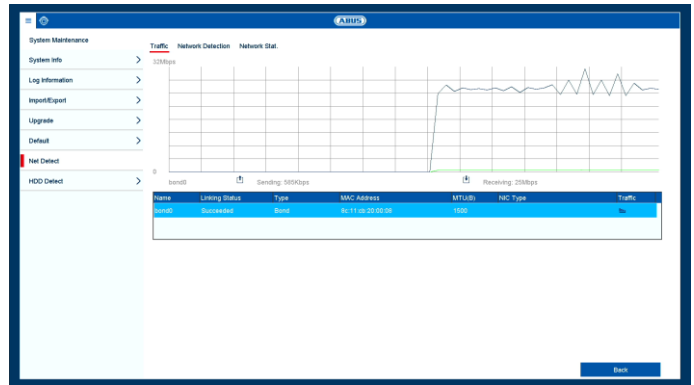 ABUS
System Maintenance
System Info
Log Information
Import/Export
Upgrade
Default
Net Detect
HDD Detect
Traffic Network Detection Network Stat.
32Mbps
0
bond0 Sending: 565Kbps Receiving: 25Mbps
Name Linking Status Type MAC Address MTU(B) NIC Type Traffic
bond0 Succeeded Bond 8c:11:cb:20:00:06 1500
Back